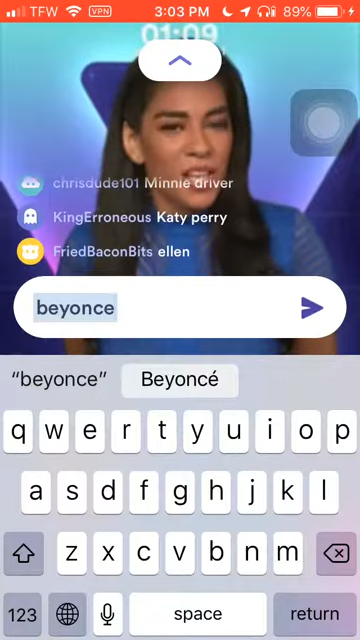 TFW VPN 3:03 PM 89%
01:09
chrisdude101 Minnie driver
KingErroneous Katy perry
FriedBaconBits ellen
beyonce
“beyonce” Beyoncé
q w e r t y u i o p
a s d f g h j k l
z x c v b n m
123 space return